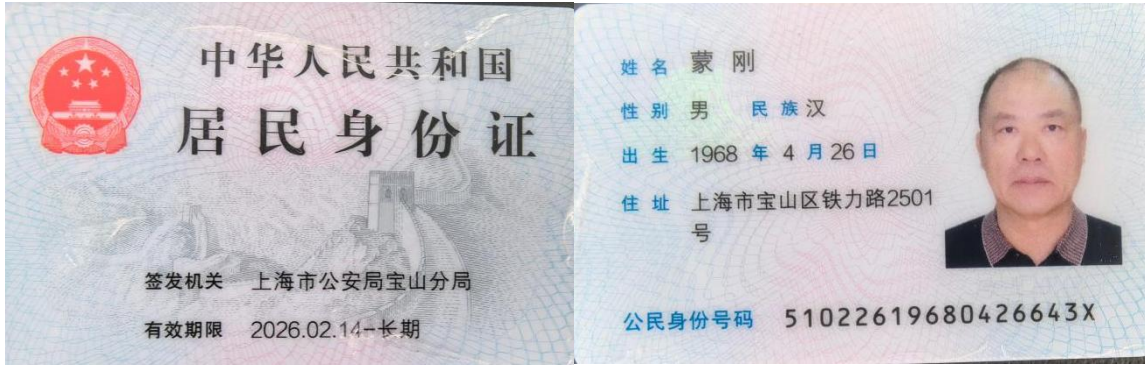 中华人民共和国
居民身份证
签发机关 上海市公安局宝山分局
有效期限 2026.02.14-长期
姓名 蒙刚
性别 男 民族 汉
出生 1968 年 4 月 26 日
住址 上海市宝山区铁力路2501
号
公民身份号码 51022619680426643X